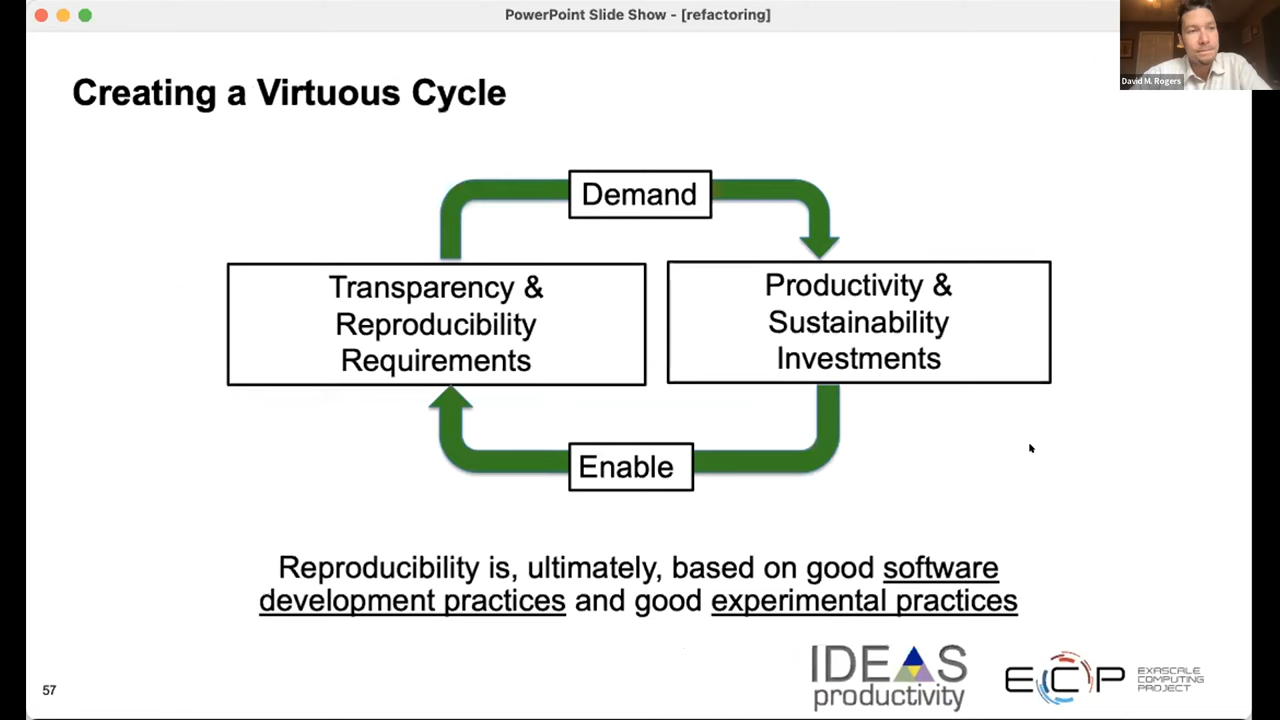 PowerPoint Slide Show - [refactoring]
David M. Rogers
Creating a Virtuous Cycle
Demand
Transparency &
Reproducibility
Requirements
Productivity &
Sustainability
Investments
Enable
Reproducibility is, ultimately, based on good software
development practices and good experimental practices
57
IDEAS
productivity
ECP
EXASCALE
COMPUTING
PROJECT